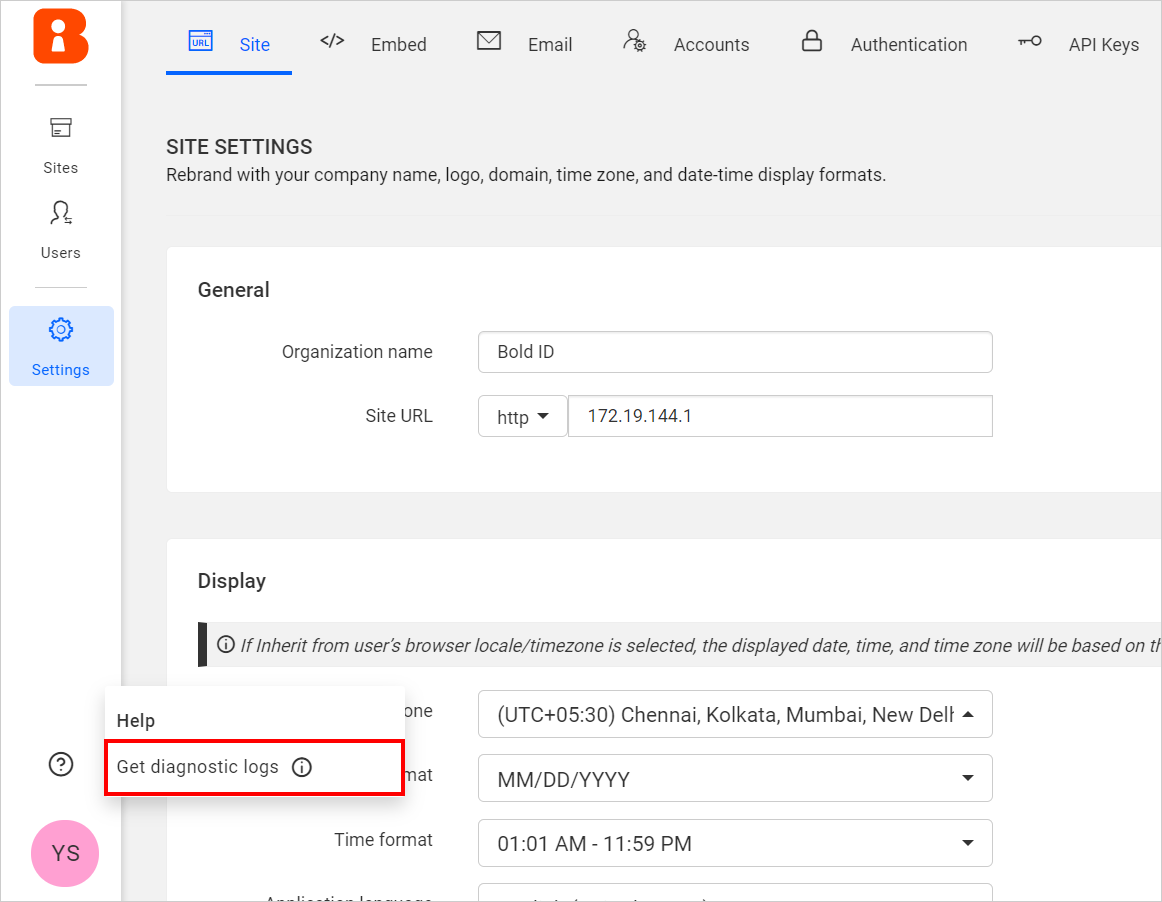 URL
Site
</>
Embed
Email
Accounts
Authentication
API Keys
Sites
Users
Settings
SITE SETTINGS
Rebrand with your company name, logo, domain, time zone, and date-time display formats.
General
Organization name
Bold ID
Site URL
http
172.19.144.1
Display
If Inherit from user’s browser locale/timezone is selected, the displayed date, time, and time zone will be based on th
one
(UTC+05:30) Chennai, Kolkata, Mumbai, New Delh
Help
Get diagnostic logs
mat
MM/DD/YYYY
Time format
01:01 AM - 11:59 PM
YS
Application language